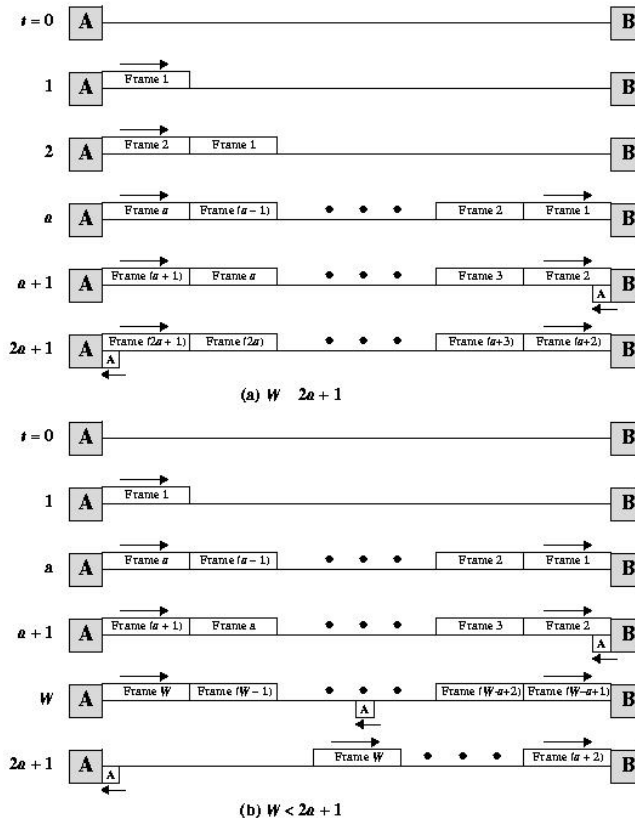 t = 0 A B
1 A Frame 1 B
2 A Frame 2 Frame 1 B
a A Frame a Frame (a – 1) • • • Frame 2 Frame 1 B
a + 1 A Frame (a + 1) Frame a • • • Frame 3 Frame 2 B
A
2a + 1 A Frame (2a + 1) Frame (2a) • • • Frame (a+3) Frame (a+2) B
A
(a) W 2a + 1
t = 0 A B
1 A Frame 1 B
a A Frame a Frame (a – 1) • • • Frame 2 Frame 1 B
a + 1 A Frame (a + 1) Frame a • • • Frame 3 Frame 2 B
A
W A Frame W Frame (W – 1) • • • Frame (W-a+2) Frame (W–a+1) B
A
2a + 1 A Frame W • • • Frame (a + 2) B
A
(b) W < 2a + 1